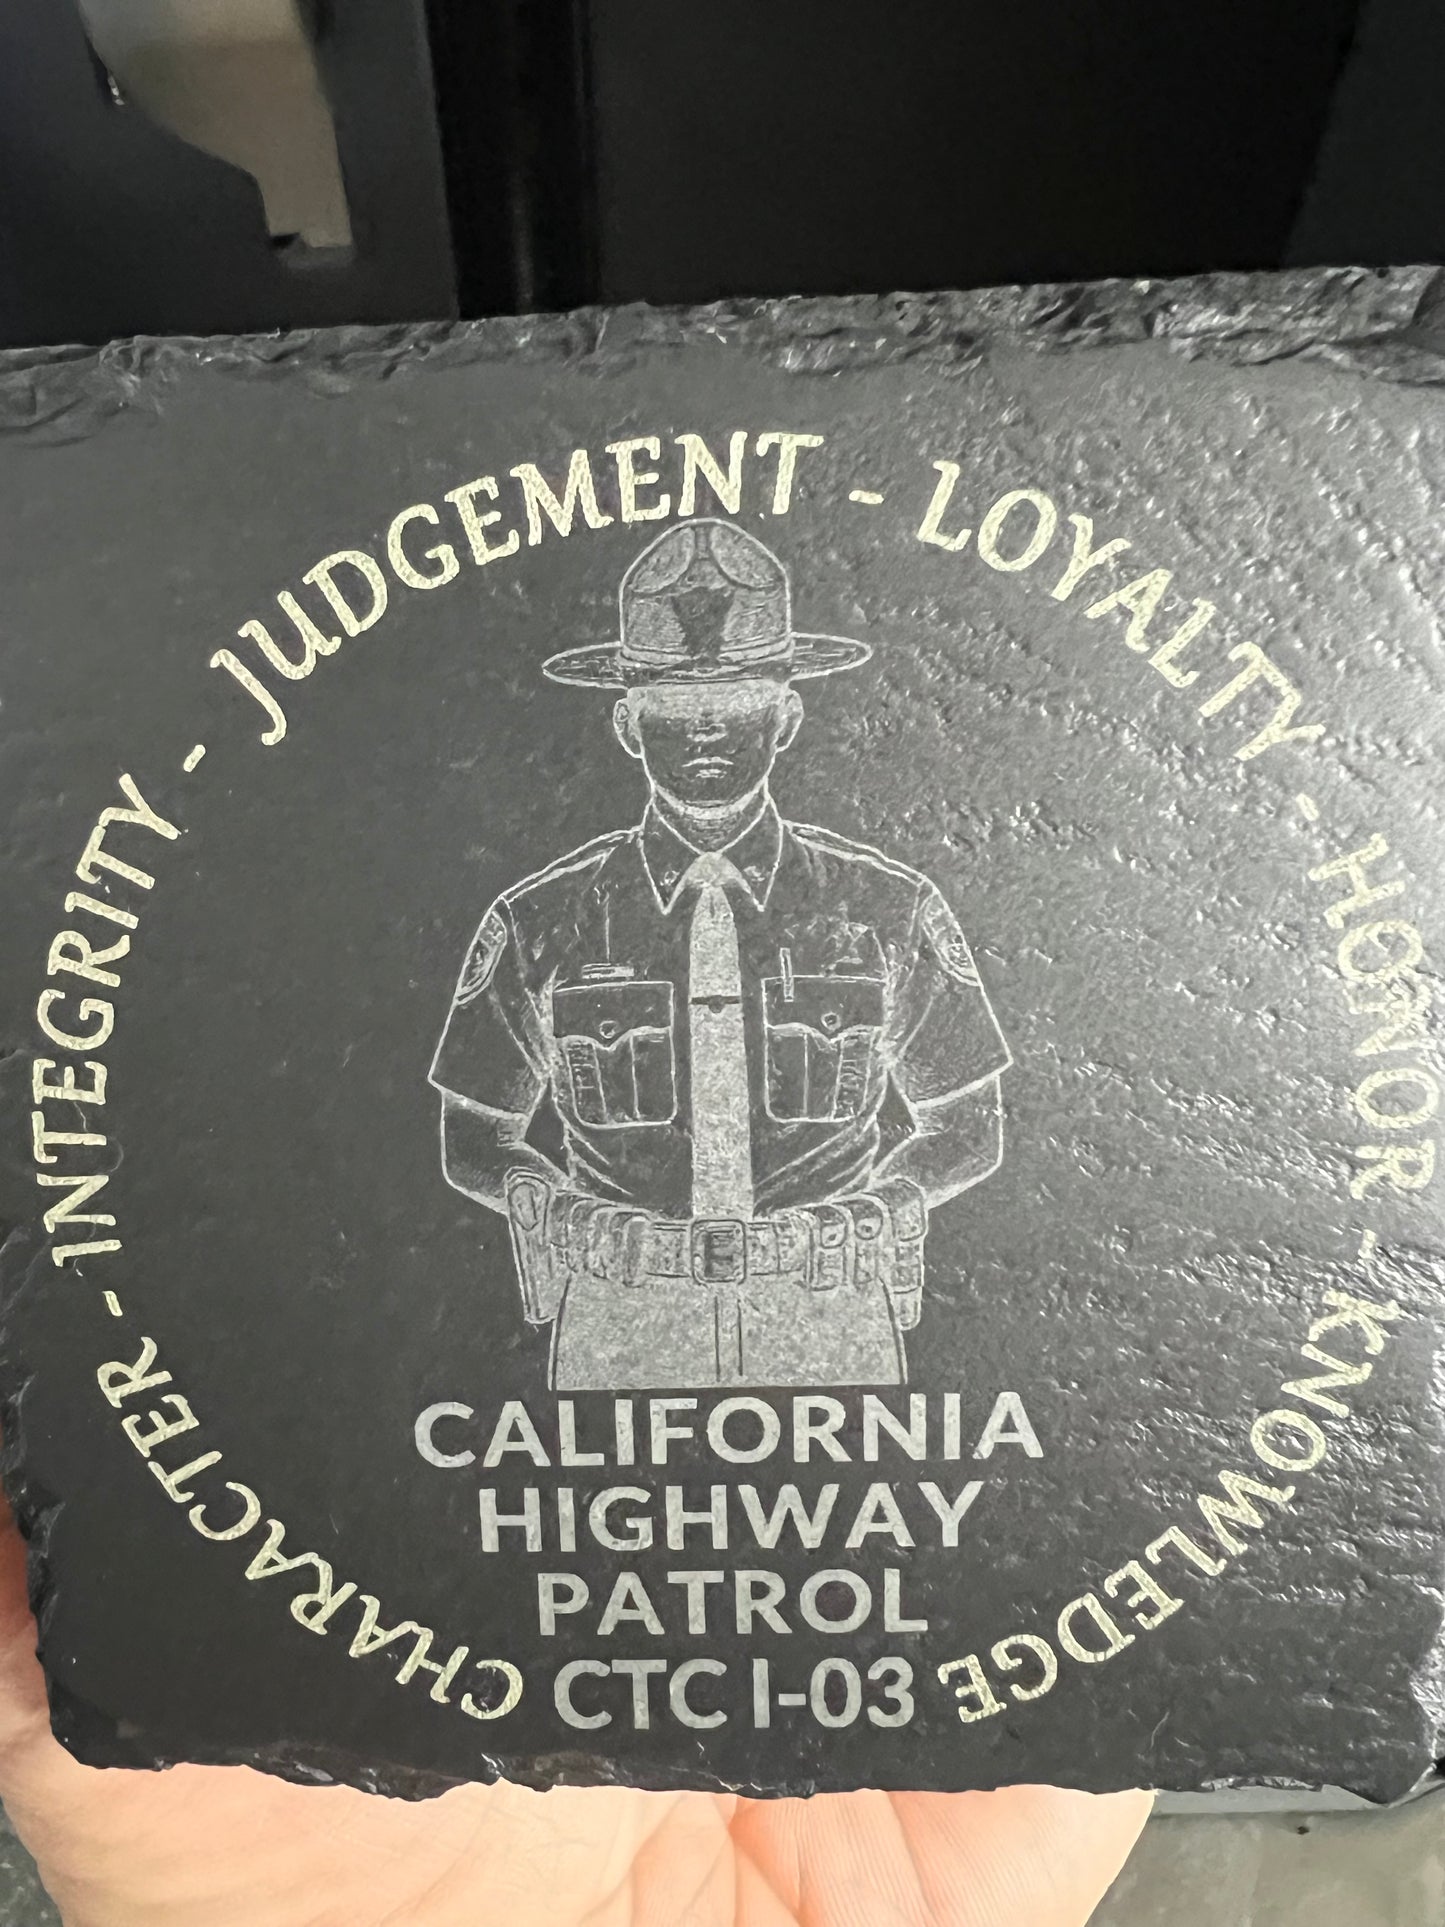 CHARACTER - INTEGRITY - JUDGEMENT - LOYALTY - HONOR - KNOWLEDGE
CALIFORNIA
HIGHWAY
PATROL
CTC I-03